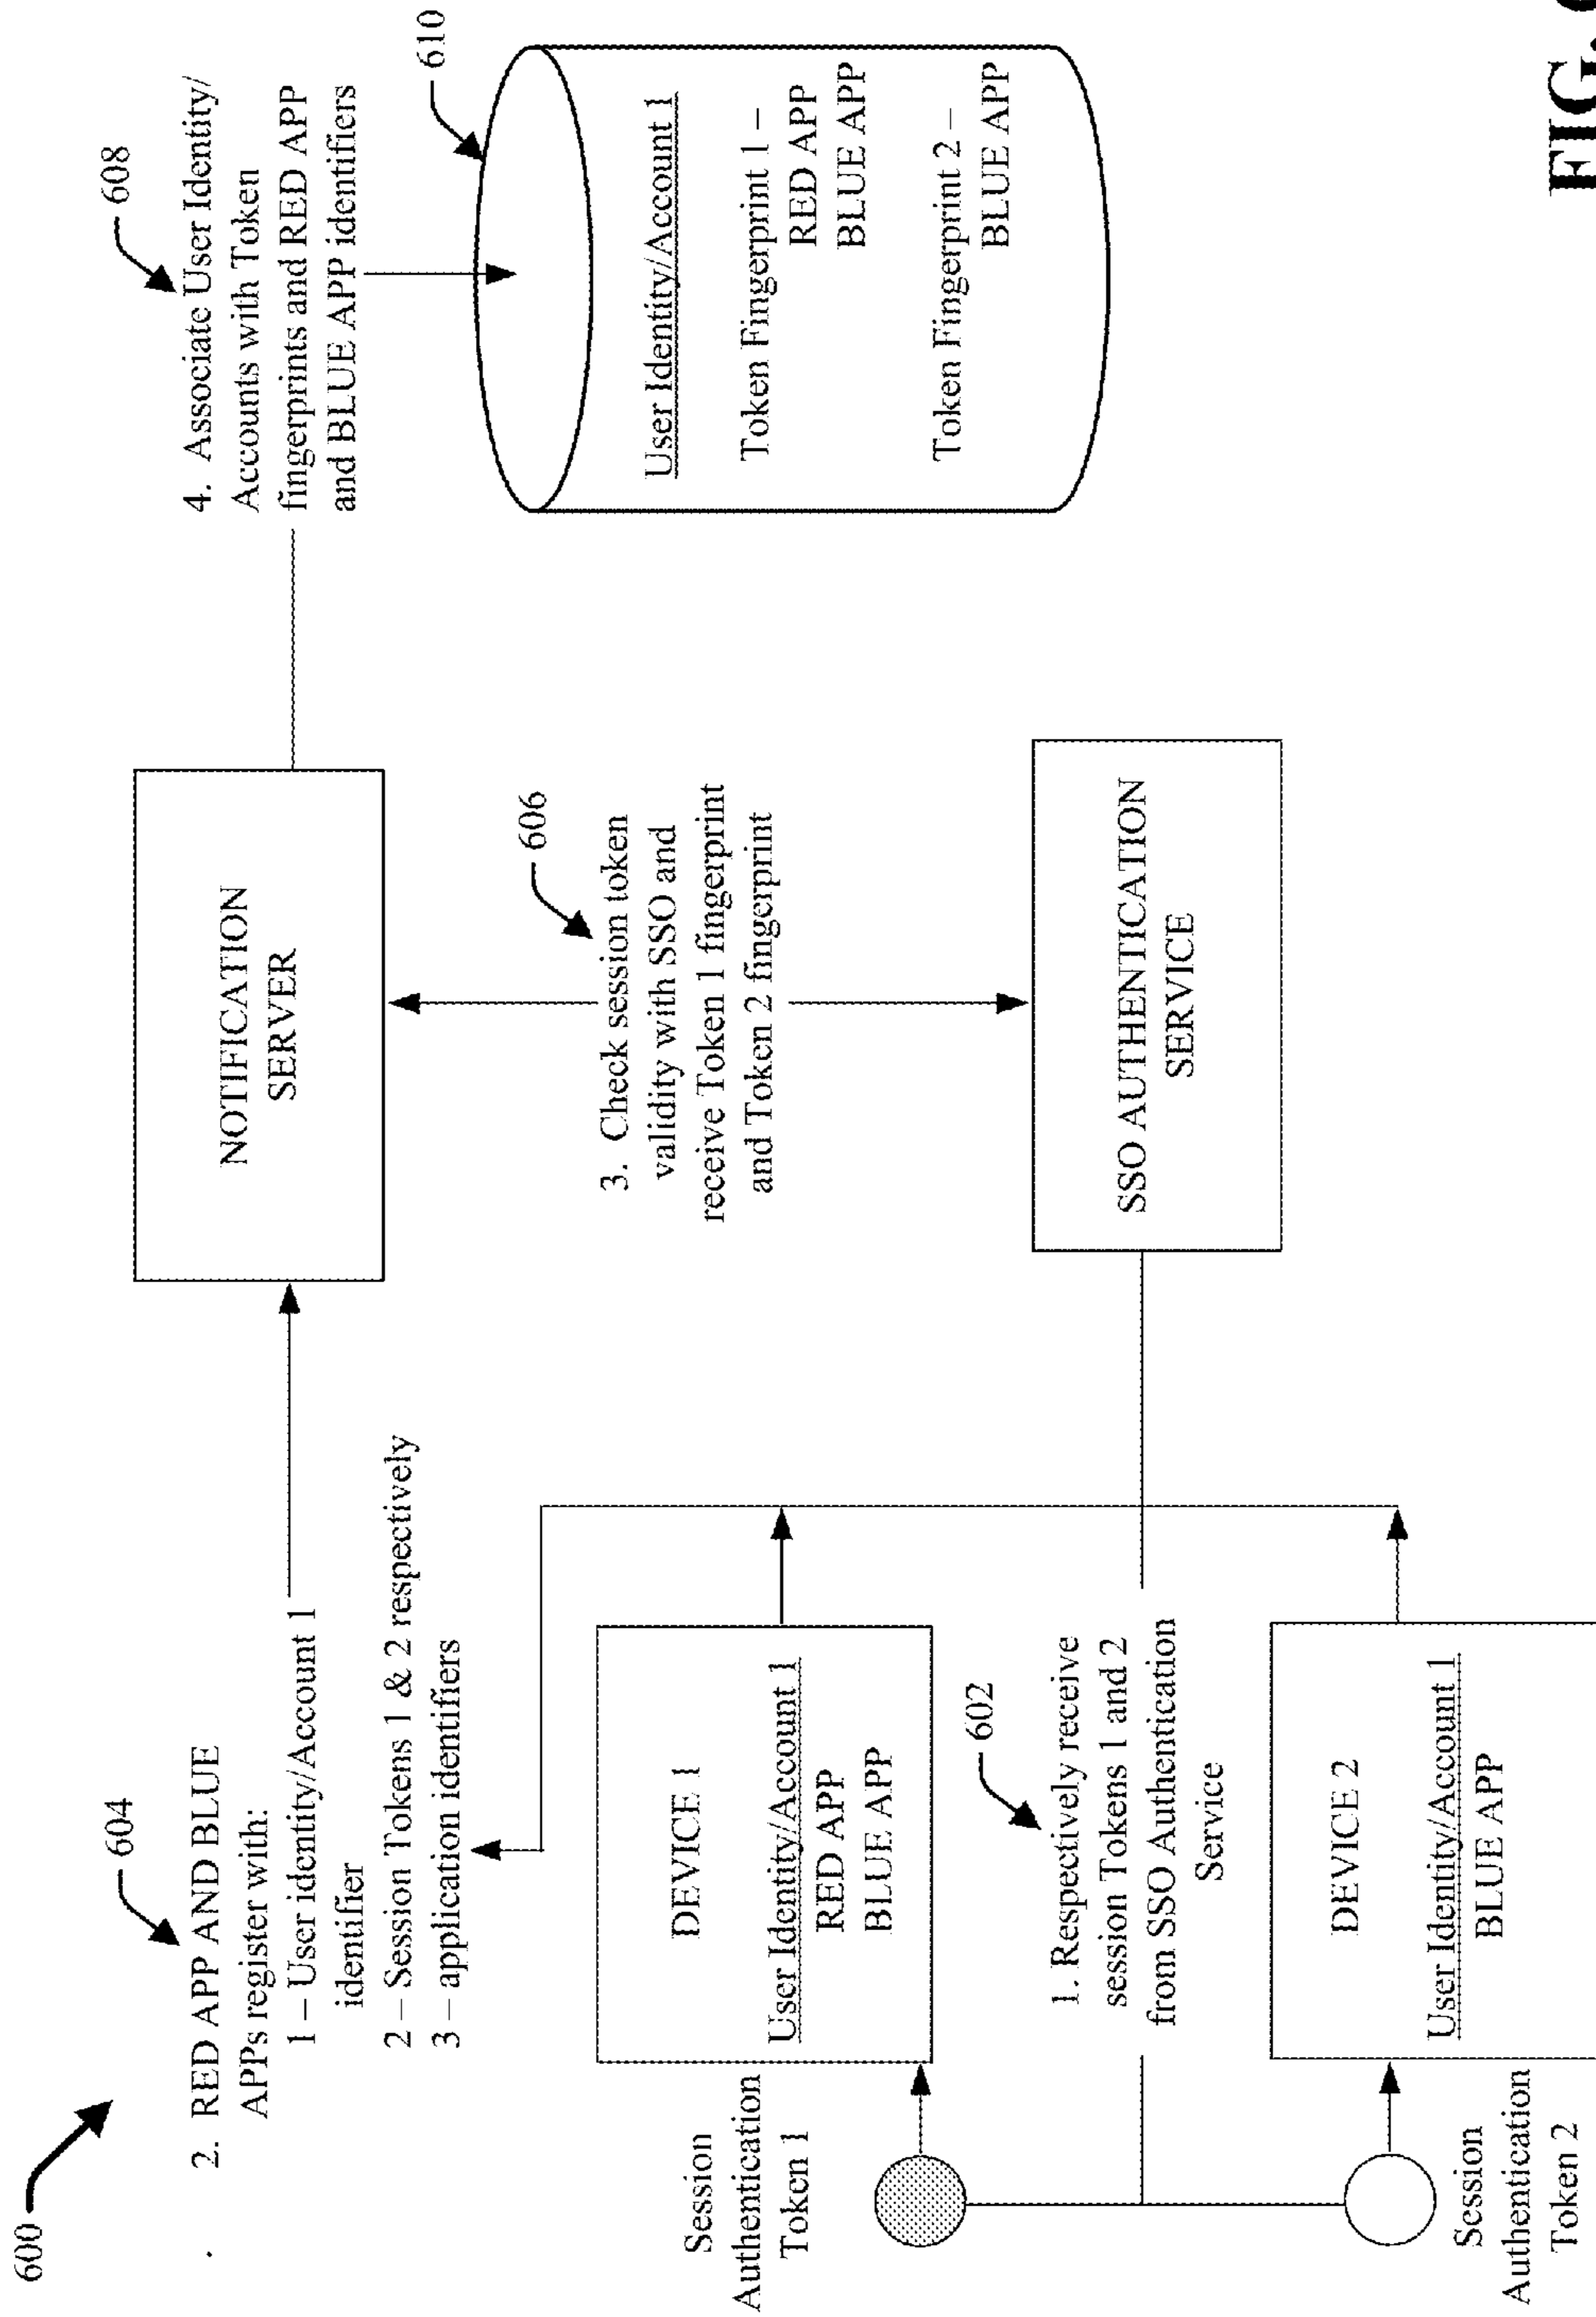 600
604
2. RED APP AND BLUE
APPs register with:
1 – User identity/Account 1
identifier
2 – Session Tokens 1 & 2 respectively
3 – application identifiers
NOTIFICATION
SERVER
608
4. Associate User Identity/
Accounts with Token
fingerprints and RED APP
and BLUE APP identifiers
610
User Identity/Account 1
Token Fingerprint 1 –
RED APP
BLUE APP
Token Fingerprint 2 –
BLUE APP
606
3. Check session token
validity with SSO and
receive Token 1 fingerprint
and Token 2 fingerprint
SSO AUTHENTICATION
SERVICE
Session
Authentication
Token 1
DEVICE 1
User Identity/Account 1
RED APP
BLUE APP
602
1. Respectively receive
session Tokens 1 and 2
from SSO Authentication
Service
Session
Authentication
Token 2
DEVICE 2
User Identity/Account 1
BLUE APP
FIG.